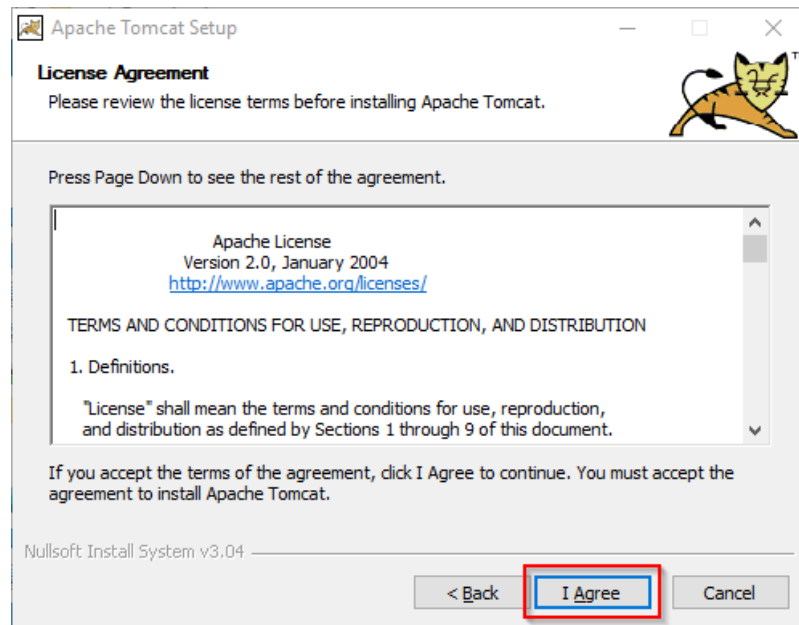 Apache Tomcat Setup
License Agreement
Please review the license terms before installing Apache Tomcat.
Press Page Down to see the rest of the agreement.
Apache License
Version 2.0, January 2004
http://www.apache.org/licenses/
TERMS AND CONDITIONS FOR USE, REPRODUCTION, AND DISTRIBUTION
1. Definitions.
"License" shall mean the terms and conditions for use, reproduction,
and distribution as defined by Sections 1 through 9 of this document.
If you accept the terms of the agreement, click I Agree to continue. You must accept the
agreement to install Apache Tomcat.
Nullsoft Install System v3.04
< Back I Agree Cancel